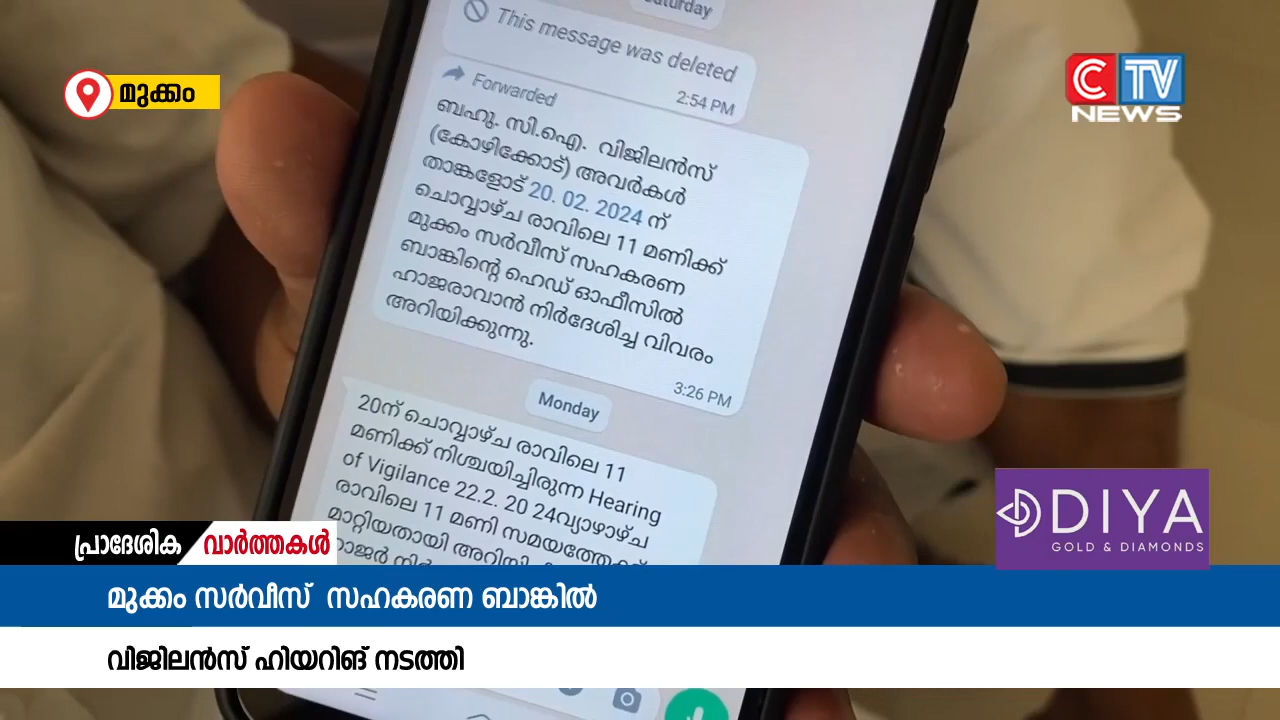 Saturday
This message was deleted
2:54 PM
Forwarded
ബഹു. സി.ഐ. വിജിലൻസ്
(കോഴിക്കോട്) അവർകൾ
താങ്കളോട് 20. 02. 2024 ന്
ചൊവ്വാഴ്ച രാവിലെ 11 മണിക്ക്
മുക്കം സർവീസ് സഹകരണ
ബാങ്കിന്റെ ഹെഡ് ഓഫീസിൽ
ഹാജരാവാൻ നിർദേശിച്ച വിവരം
അറിയിക്കുന്നു.
3:26 PM
Monday
20ന് ചൊവ്വാഴ്ച രാവിലെ 11
മണിക്ക് നിശ്ചയിച്ചിരുന്ന Hearing
of Vigilance 22.2. 20 24വ്യാഴാഴ്ച
രാവിലെ 11 മണി സമയത്തേക്ക്
മാറ്റിയതായി
മുക്കം
CTV
NEWS
DIYA
GOLD & DIAMONDS
പ്രാദേശിക വാർത്തകൾ
മുക്കം സർവീസ് സഹകരണ ബാങ്കിൽ
വിജിലൻസ് ഹിയറിങ് നടത്തി